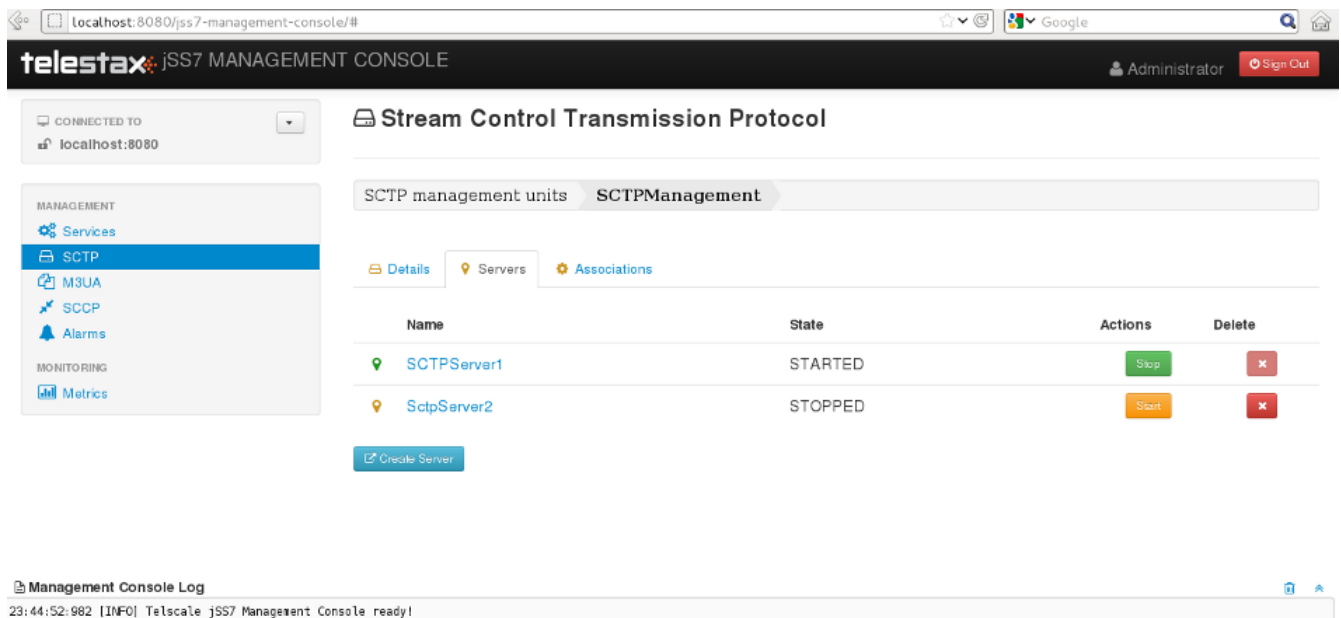 localhost:8080/jss7-management-console/#
Google
telestax jSS7 MANAGEMENT CONSOLE
Administrator
Sign Out
CONNECTED TO
localhost:8080
Stream Control Transmission Protocol
SCTP management units SCTPManagement
MANAGEMENT
Services
SCTP
M3UA
SCCP
Alarms
MONITORING
Metrics
Details Servers Associations
Name State Actions Delete
SCTPServer1 STARTED Stop
SctpServer2 STOPPED Start
Create Server
Management Console Log
23:44:52:982 [INFO] Telscale jSS7 Management Console ready!